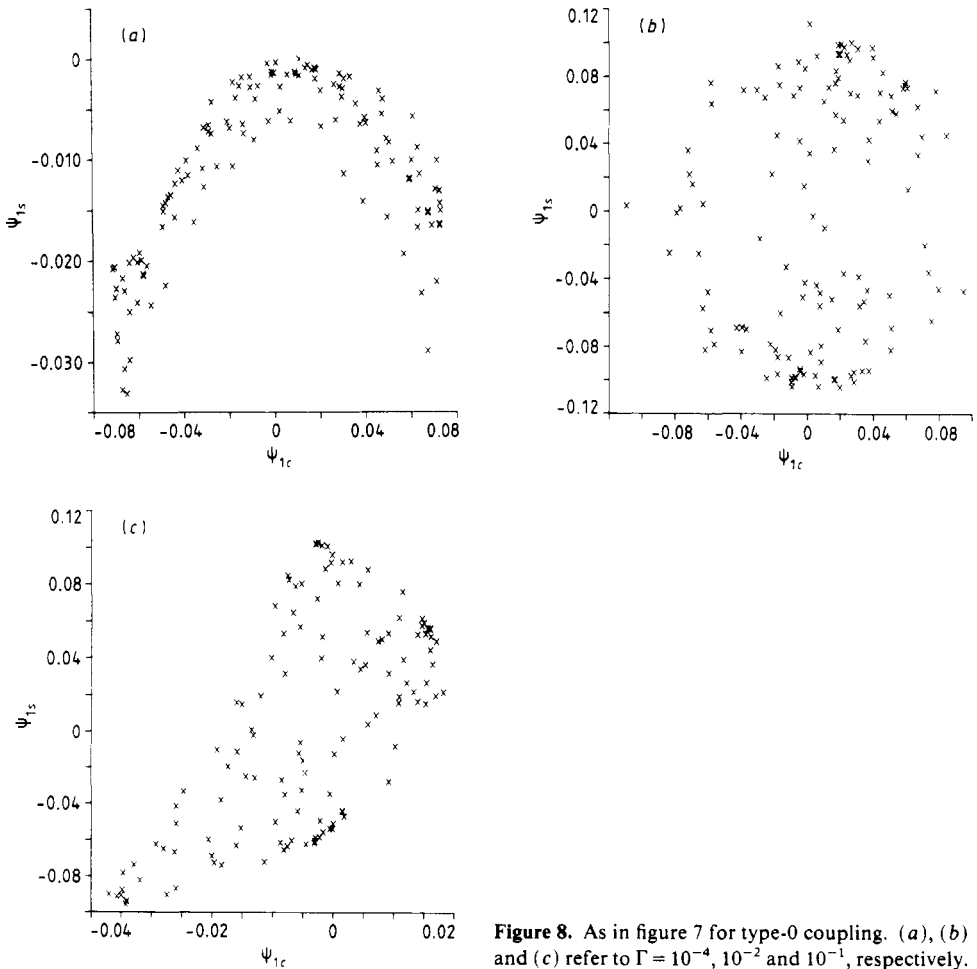 (a)
0
-0.010
-0.020
-0.030
ψ1s
-0.08
-0.04
0
0.04
0.08
ψ1c
(b)
0.12
0.08
0.04
0
-0.04
-0.08
-0.12
ψ1s
-0.08
-0.04
0
0.04
0.08
ψ1c
(c)
0.12
0.08
0.04
0
-0.04
-0.08
ψ1s
-0.04
-0.02
0
0.02
ψ1c
Figure 8. As in figure 7 for type-0 coupling. (a), (b)
and (c) refer to Γ = 10⁻⁴, 10⁻² and 10⁻¹, respectively.